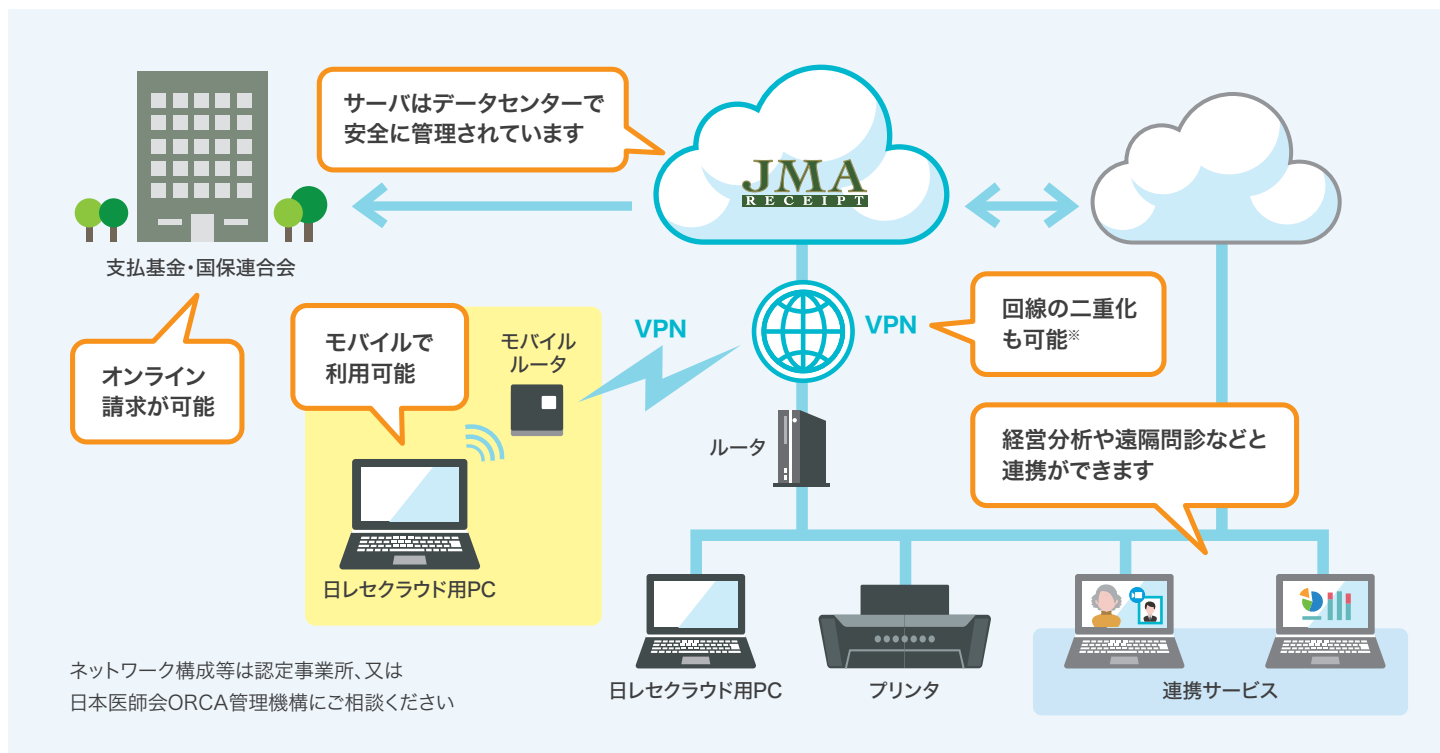 サーバはデータセンターで
安全に管理されています
JMA
RECEIPT
支払基金・国保連合会
オンライン
請求が可能
モバイルで
利用可能
モバイル
ルータ
VPN
VPN
回線の二重化
も可能※
ルータ
経営分析や遠隔問診などと
連携ができます
日レセクラウド用PC
日レセクラウド用PC
プリンタ
連携サービス
ネットワーク構成等は認定事業所、又は
日本医師会ORCA管理機構にご相談ください